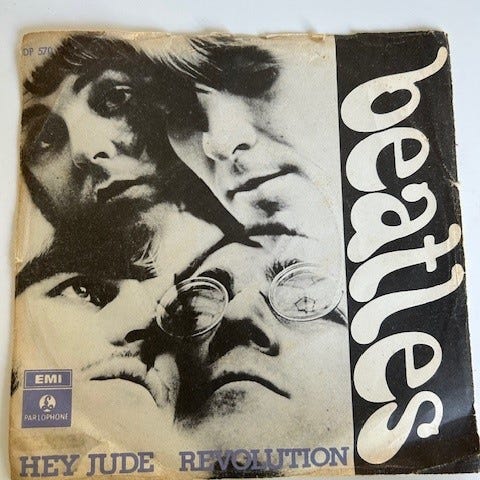 DP 570
beatles
EMI
PARLOPHONE
HEY JUDE REVOLUTION